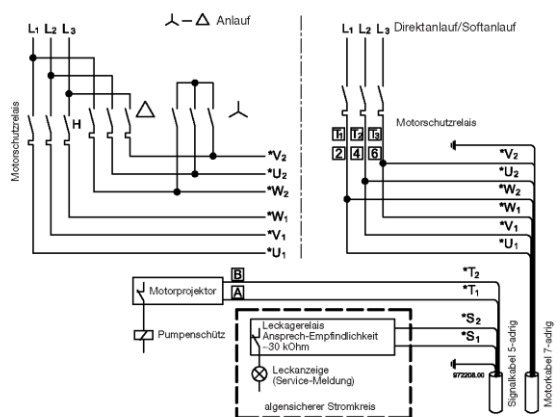 L1 L2 L3
Anlauf
L1 L2 L3
Direktanlauf/Softanlauf
H
Motorschutzrelais
*V2
*U2
*W2
*W1
*V1
*U1
Motorschutzrelais
T1 T2 T3
2 4 6
*V2
*U2
*W2
*W1
*V1
*U1
B
*T2
Motorprojektor
A
*T1
Pumpenschütz
Leckagerelais
Ansprech-Empfindlichkeit
~30 kOhm
*S2
*S1
Leckanzeige
(Service-Meldung)
algensicherer Stromkreis
972208.00
Signalkabel 5-adrig
Motorkabel 7-adrig